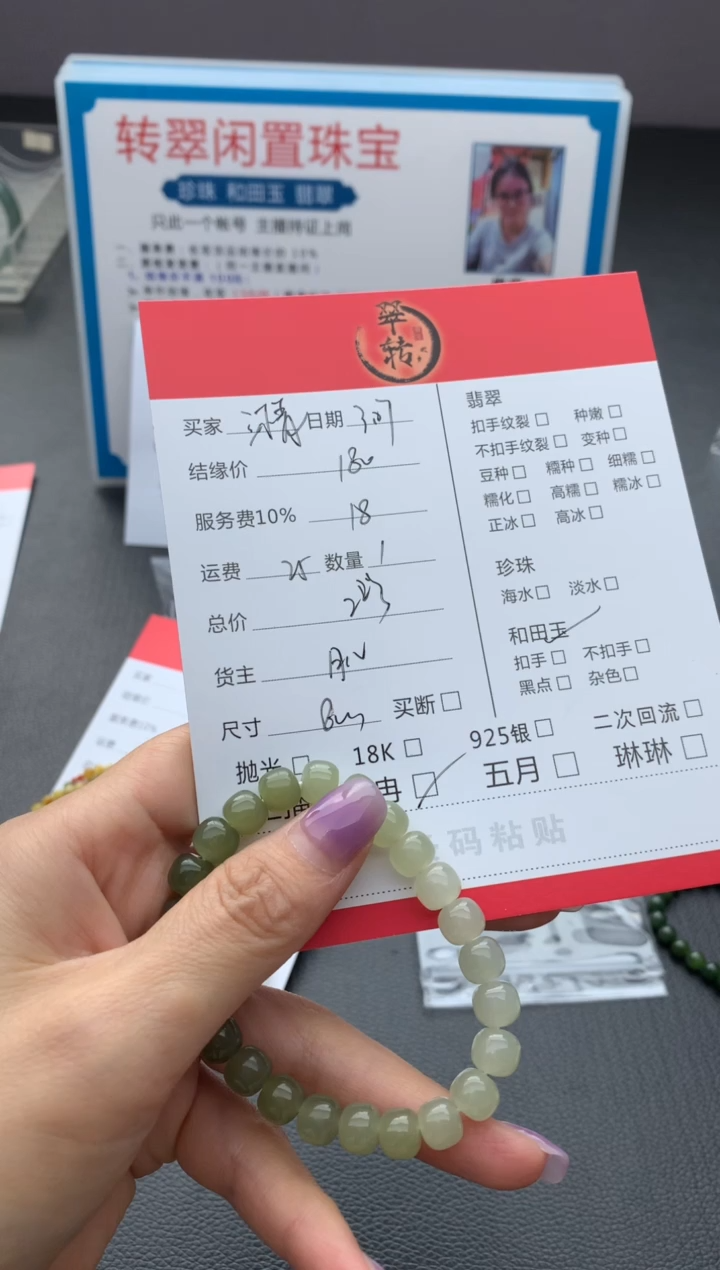 转翠闲置珠宝
珍珠 和田玉 翡翠
只此一个帐号 主播持证上岗
翠转
买家 日期
结缘价 180
服务费10% 18
运费 25 数量 1
总价 223
货主
尺寸 买断
抛光 18K 925银 二次回流
冉 五月 琳琳
码粘贴
翡翠
扣手纹裂 种嫩
不扣手纹裂 变种
豆种 糯种 细糯
糯化 高糯 糯冰
正冰 高冰
珍珠
海水 淡水
和田玉
扣手 不扣手
黑点 杂色